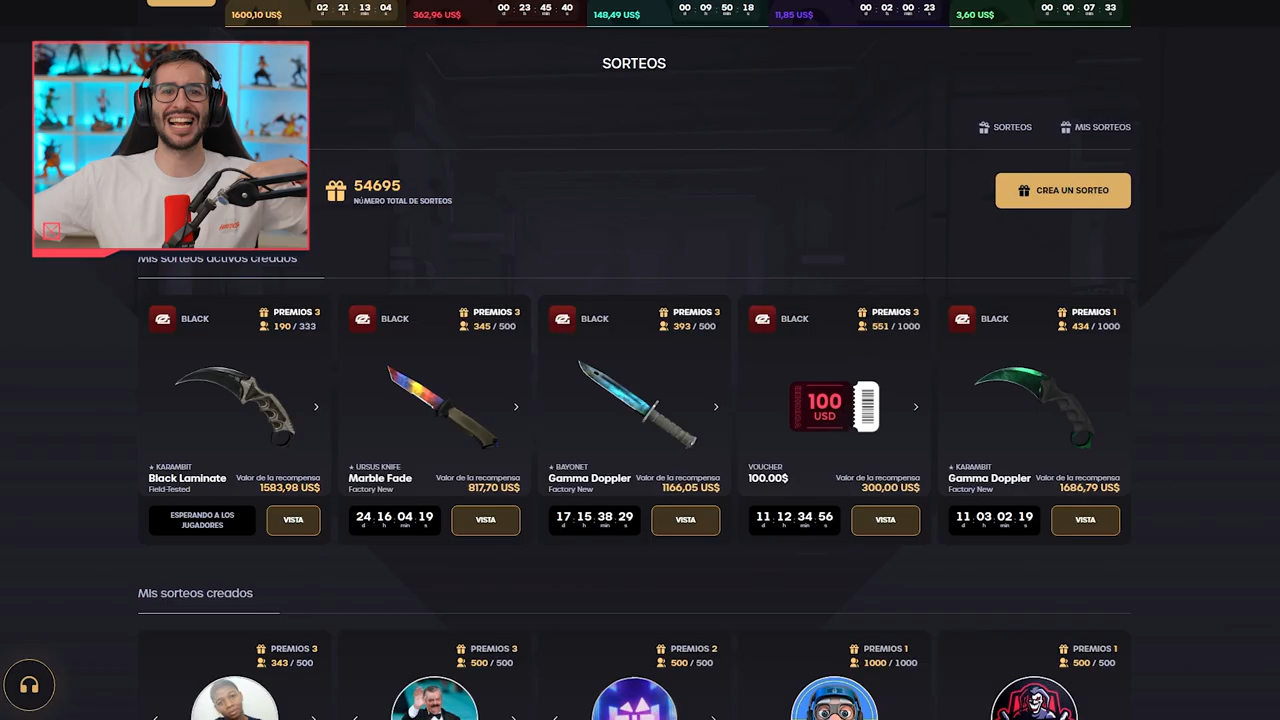 1600,10 US$
02 : 21 : 13 : 04
d h min s
362,96 US$
00 : 23 : 45 : 40
d h min s
148,49 US$
00 : 09 : 50 : 18
d h min s
11,85 US$
00 : 02 : 00 : 23
d h min s
3,60 US$
00 : 00 : 07 : 33
d h min s
SORTEOS
SORTEOS
MIS SORTEOS
54695
NÚMERO TOTAL DE SORTEOS
CREA UN SORTEO
Mis sorteos activos creados
BLACK
PREMIOS 3
190 / 333
★ KARAMBIT
Black Laminate
Field-Tested
Valor de la recompensa
1583,98 US$
ESPERANDO A LOS
JUGADORES
VISTA
BLACK
PREMIOS 3
345 / 500
★ URSUS KNIFE
Marble Fade
Factory New
Valor de la recompensa
817,70 US$
24 : 16 : 04 : 19
d h min s
VISTA
BLACK
PREMIOS 3
393 / 500
★ BAYONET
Gamma Doppler
Factory New
Valor de la recompensa
1166,05 US$
17 : 15 : 38 : 29
d h min s
VISTA
BLACK
PREMIOS 3
551 / 1000
100
USD
VOUCHER
100.00$
Valor de la recompensa
300,00 US$
11 : 12 : 34 : 56
d h min s
VISTA
BLACK
PREMIOS 1
434 / 1000
★ KARAMBIT
Gamma Doppler
Factory New
Valor de la recompensa
1686,79 US$
11 : 03 : 02 : 19
d h min s
VISTA
Mis sorteos creados
PREMIOS 3
343 / 500
PREMIOS 3
500 / 500
PREMIOS 2
500 / 500
PREMIOS 1
1000 / 1000
PREMIOS 1
500 / 500